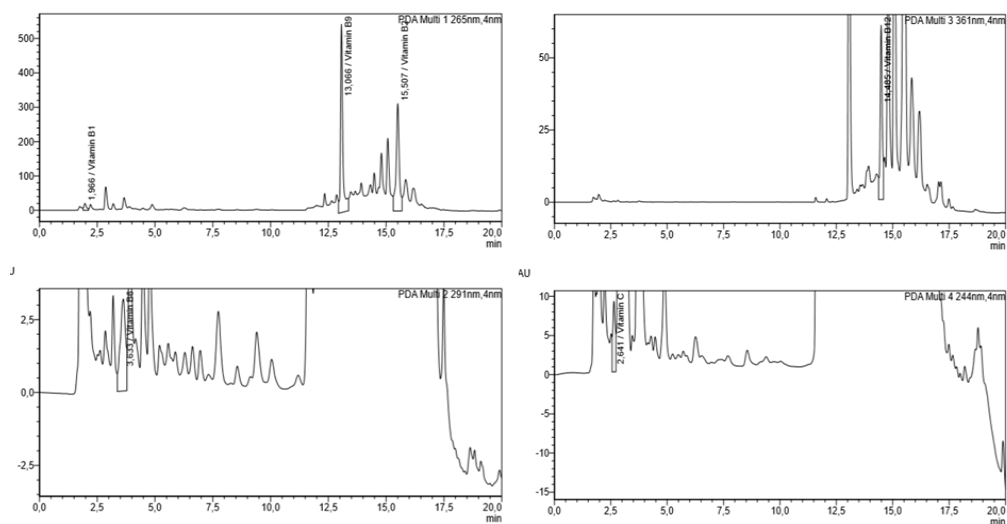 PDA Multi 1 265nm,4nm
500
400
300
200
100
0
1,966 / Vitamin B1
13,066 / Vitamin B9
15,507 / Vitamin B2
0,0 2,5 5,0 7,5 10,0 12,5 15,0 17,5 20,0
min
PDA Multi 3 361nm,4nm
50
25
0
14,485 / Vitamin B12
0,0 2,5 5,0 7,5 10,0 12,5 15,0 17,5 20,0
min
J
PDA Multi 2 291nm,4nm
2,5
0,0
-2,5
3,633 / Vitamin B6
0,0 2,5 5,0 7,5 10,0 12,5 15,0 17,5 20,0
min
AU
PDA Multi 4 244nm,4nm
10
5
0
-5
-10
-15
2,641 / Vitamin C
0,0 2,5 5,0 7,5 10,0 12,5 15,0 17,5 20,0
min